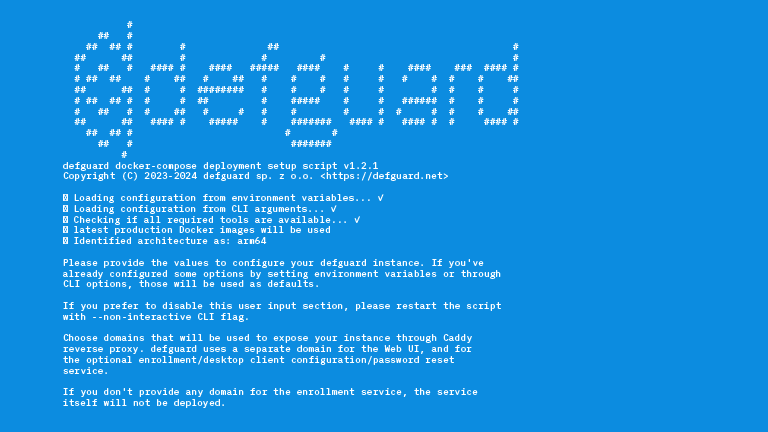 defguard
defguard docker-compose deployment setup script v1.2.1
Copyright (C) 2023-2024 defguard sp. z o.o. <https://defguard.net>
Loading configuration from environment variables... ✓
Loading configuration from CLI arguments... ✓
Checking if all required tools are available... ✓
latest production Docker images will be used
Identified architecture as: arm64
Please provide the values to configure your defguard instance. If you've
already configured some options by setting environment variables or through
CLI options, those will be used as defaults.
If you prefer to disable this user input section, please restart the script
with --non-interactive CLI flag.
Choose domains that will be used to expose your instance through Caddy
reverse proxy. defguard uses a separate domain for the Web UI, and for
the optional enrollment/desktop client configuration/password reset
service.
If you don't provide any domain for the enrollment service, the service
itself will not be deployed.